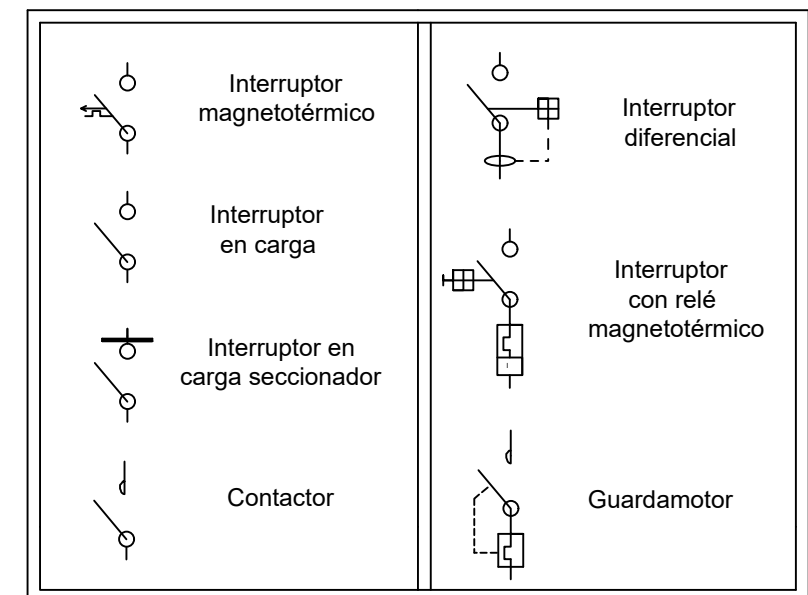 Interruptor
magnetotérmico
Interruptor
en carga
Interruptor en
carga seccionador
Contactor
Interruptor
diferencial
Interruptor
con relé
magnetotérmico
Guardamotor